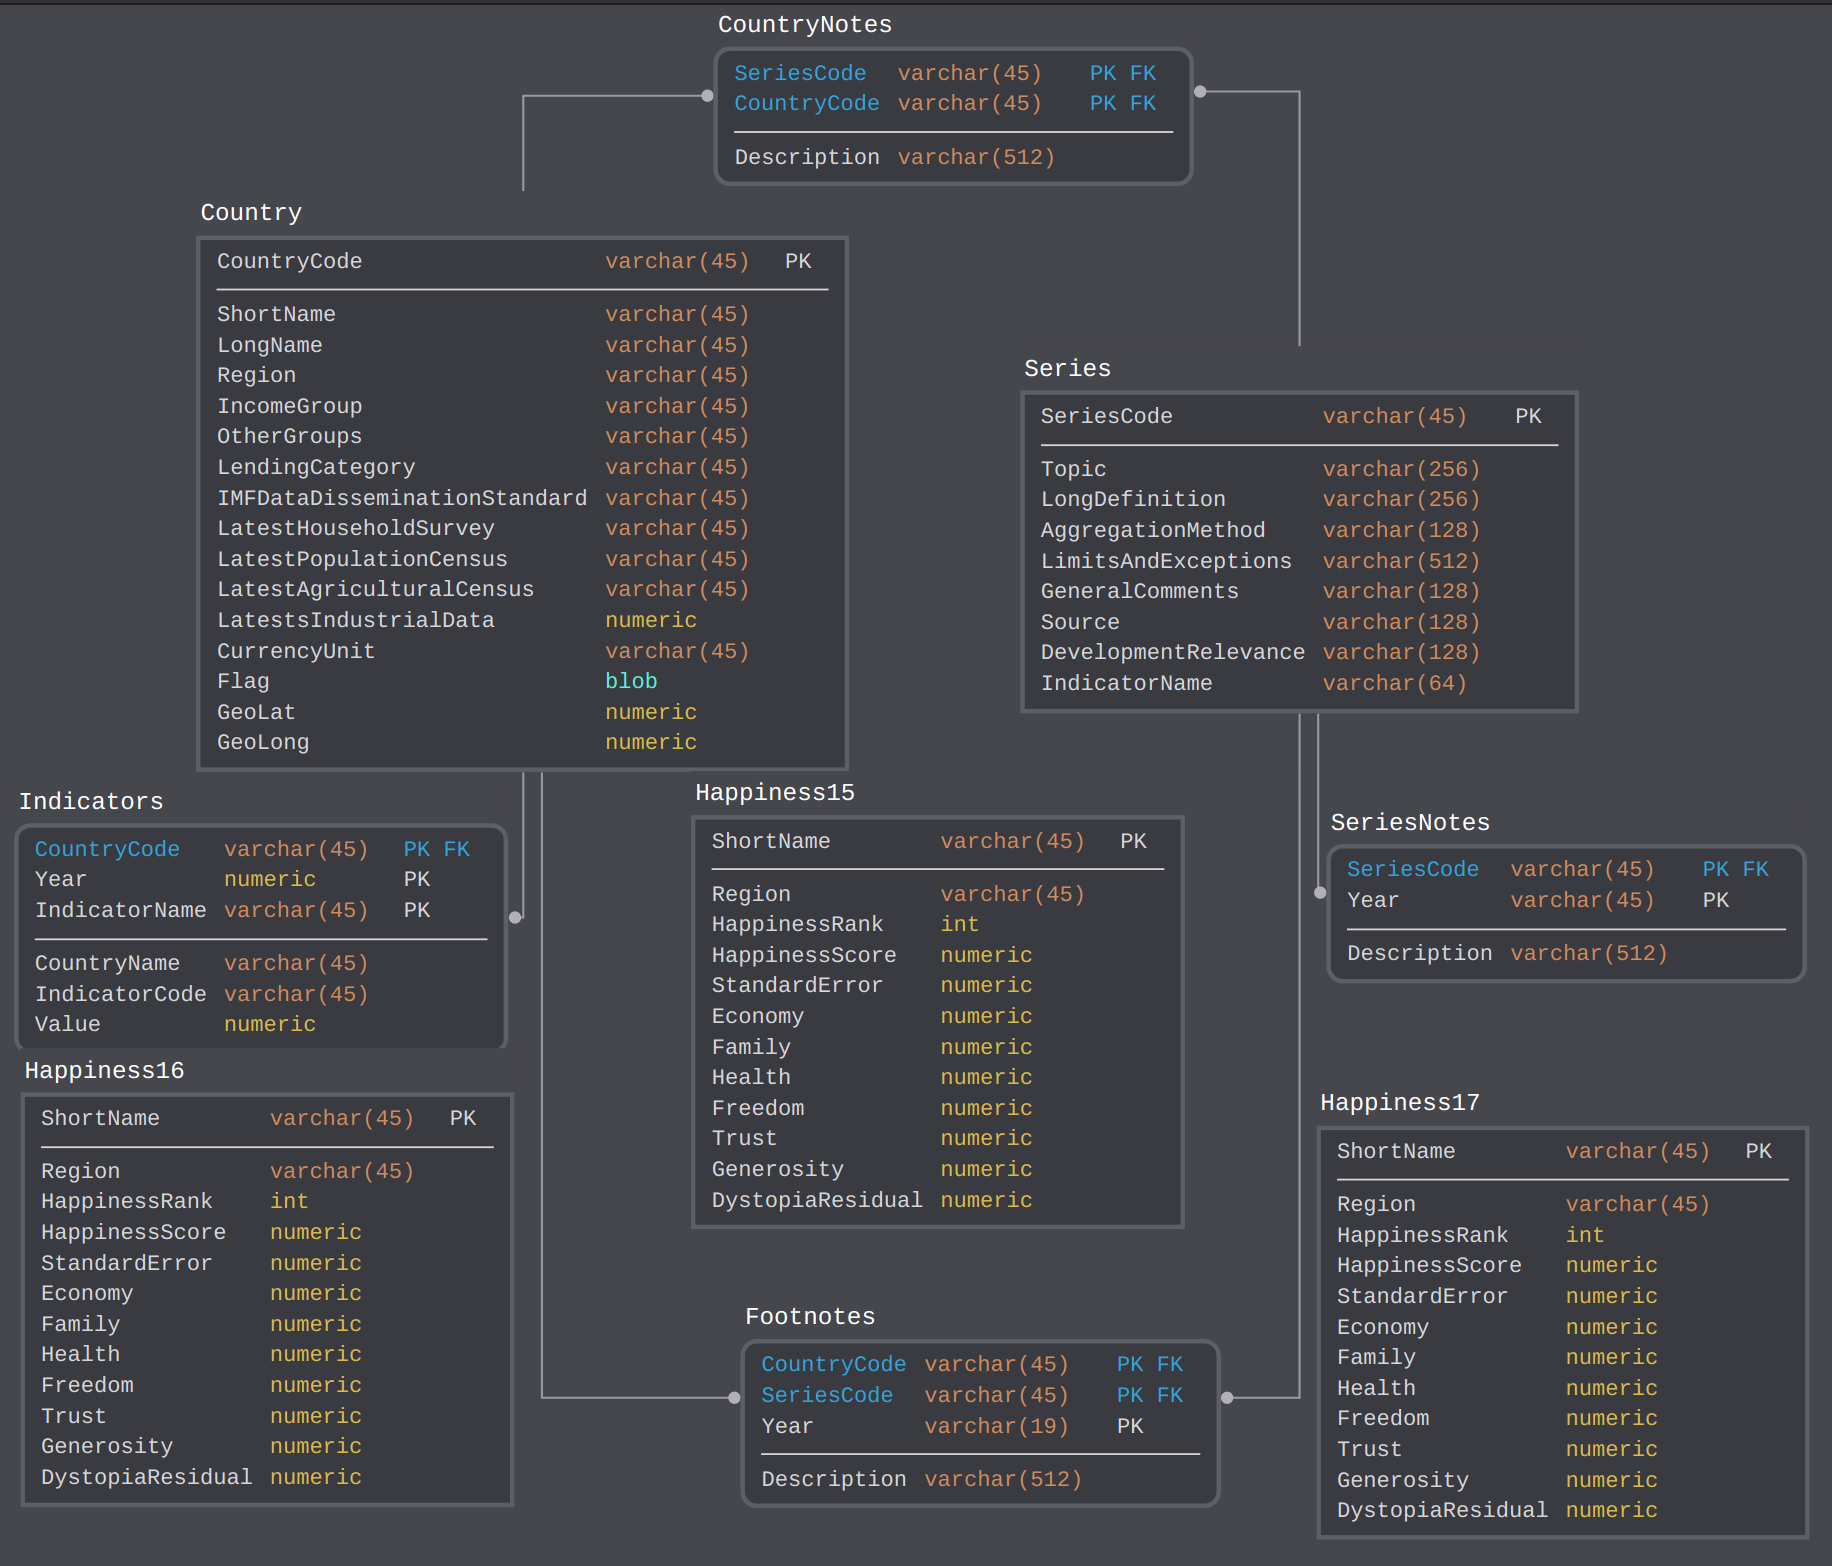 CountryNotes
SeriesCode varchar(45) PK FK
CountryCode varchar(45) PK FK
Description varchar(512)
Country
CountryCode varchar(45) PK
ShortName varchar(45)
LongName varchar(45)
Region varchar(45)
IncomeGroup varchar(45)
OtherGroups varchar(45)
LendingCategory varchar(45)
IMFDataDisseminationStandard varchar(45)
LatestHouseholdSurvey varchar(45)
LatestPopulationCensus varchar(45)
LatestAgriculturalCensus varchar(45)
LatestsIndustrialData numeric
CurrencyUnit varchar(45)
Flag blob
GeoLat numeric
GeoLong numeric
Series
SeriesCode varchar(45) PK
Topic varchar(256)
LongDefinition varchar(256)
AggregationMethod varchar(128)
LimitsAndExceptions varchar(512)
GeneralComments varchar(128)
Source varchar(128)
DevelopmentRelevance varchar(128)
IndicatorName varchar(64)
Indicators
CountryCode varchar(45) PK FK
Year numeric PK
IndicatorName varchar(45) PK
CountryName varchar(45)
IndicatorCode varchar(45)
Value numeric
Happiness15
ShortName varchar(45) PK
Region varchar(45)
HappinessRank int
HappinessScore numeric
StandardError numeric
Economy numeric
Family numeric
Health numeric
Freedom numeric
Trust numeric
Generosity numeric
DystopiaResidual numeric
SeriesNotes
SeriesCode varchar(45) PK FK
Year varchar(45) PK
Description varchar(512)
Happiness16
ShortName varchar(45) PK
Region varchar(45)
HappinessRank int
HappinessScore numeric
StandardError numeric
Economy numeric
Family numeric
Health numeric
Freedom numeric
Trust numeric
Generosity numeric
DystopiaResidual numeric
Footnotes
CountryCode varchar(45) PK FK
SeriesCode varchar(45) PK FK
Year varchar(19) PK
Description varchar(512)
Happiness17
ShortName varchar(45) PK
Region varchar(45)
HappinessRank int
HappinessScore numeric
StandardError numeric
Economy numeric
Family numeric
Health numeric
Freedom numeric
Trust numeric
Generosity numeric
DystopiaResidual numeric